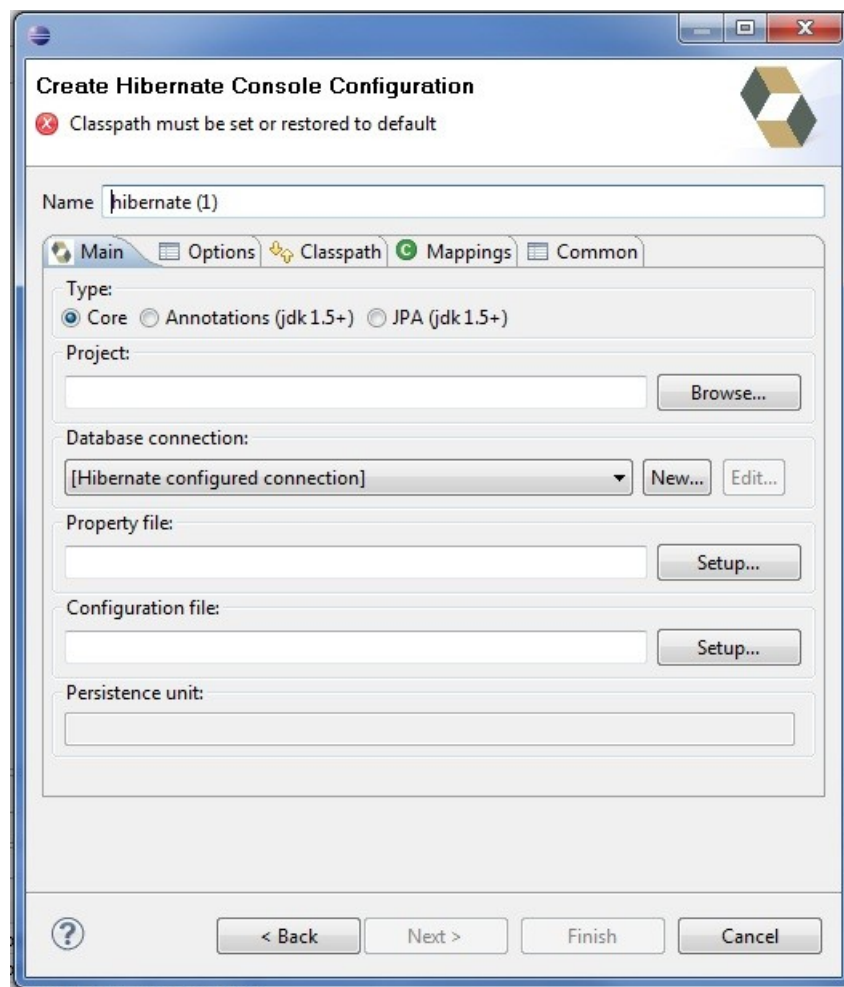 Create Hibernate Console Configuration
Classpath must be set or restored to default
Name hibernate (1)
Main Options Classpath Mappings Common
Type:
Core Annotations (jdk 1.5+) JPA (jdk 1.5+)
Project:
Browse...
Database connection:
[Hibernate configured connection] New... Edit...
Property file:
Setup...
Configuration file:
Setup...
Persistence unit:
< Back Next > Finish Cancel